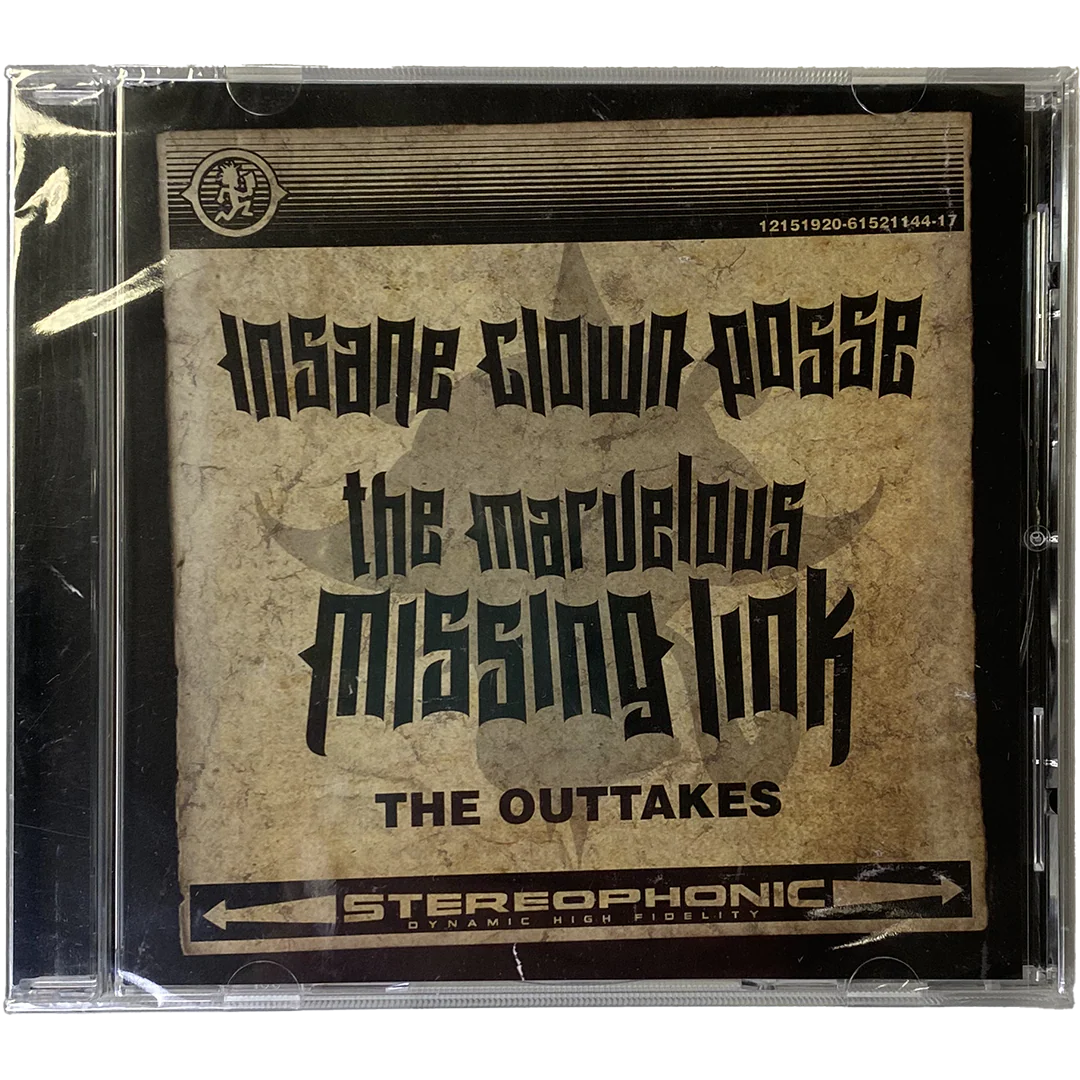 12151920-61521144-17
insane clown posse
the marvelous
missing link
THE OUTTAKES
STEREOPHONIC
DYNAMIC HIGH FIDELITY